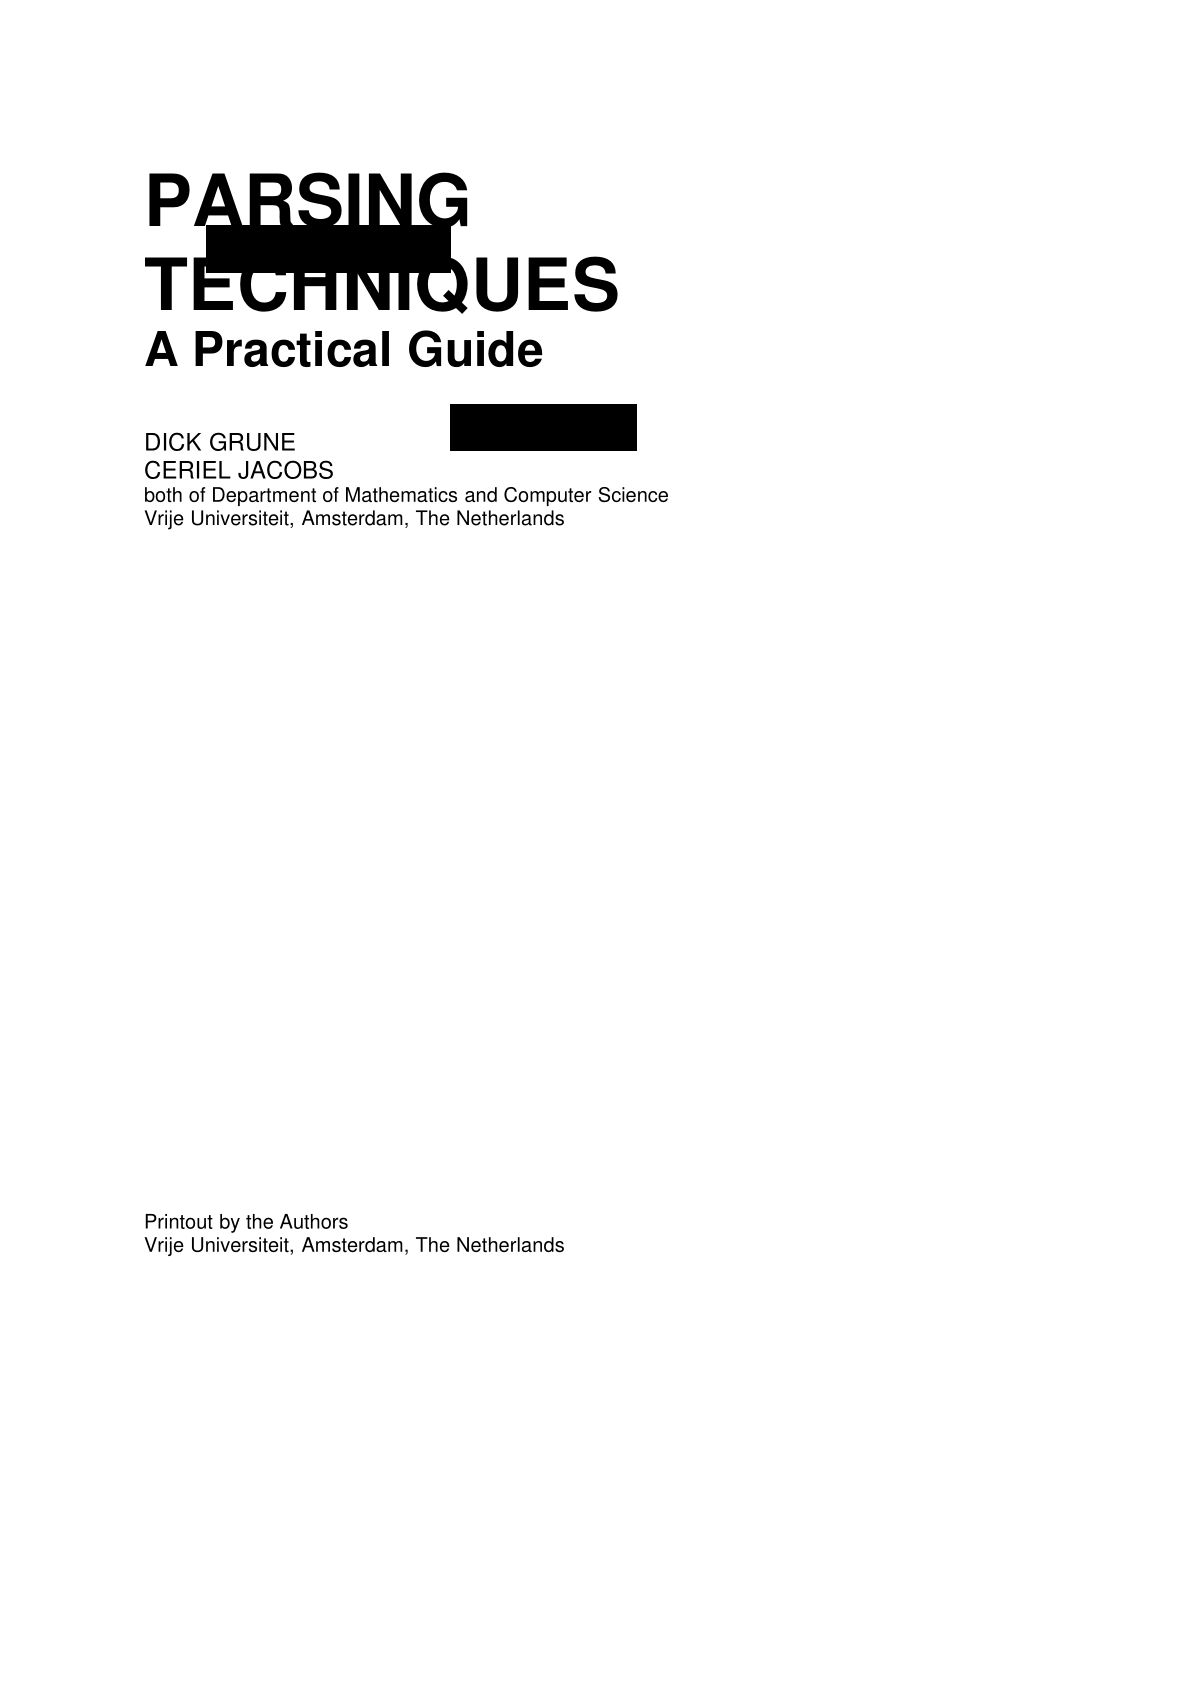 PARSING
TECHNIQUES
A Practical Guide
DICK GRUNE
CERIEL JACOBS
both of Department of Mathematics and Computer Science
Vrije Universiteit, Amsterdam, The Netherlands
Printout by the Authors
Vrije Universiteit, Amsterdam, The Netherlands